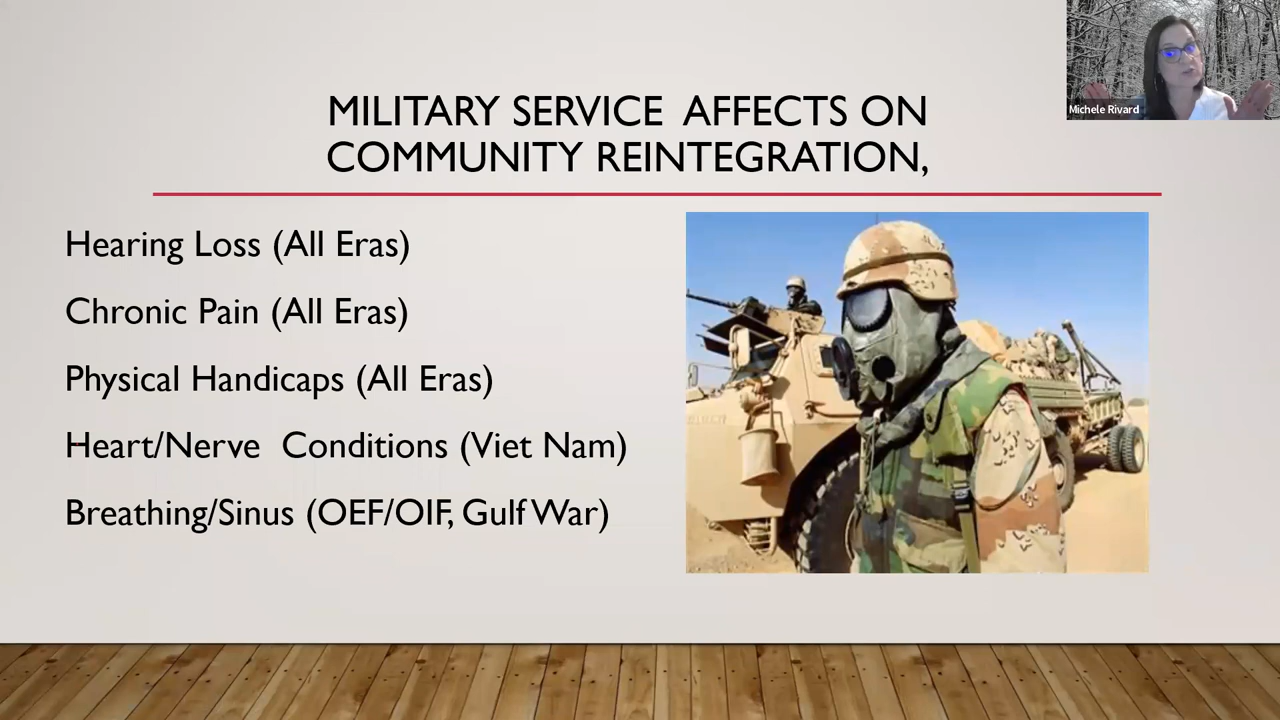 Michele Rivard
MILITARY SERVICE  AFFECTS ON
COMMUNITY REINTEGRATION,
Hearing Loss (All Eras)
Chronic Pain (All Eras)
Physical Handicaps (All Eras)
Heart/Nerve  Conditions (Viet Nam)
Breathing/Sinus (OEF/OIF, Gulf War)